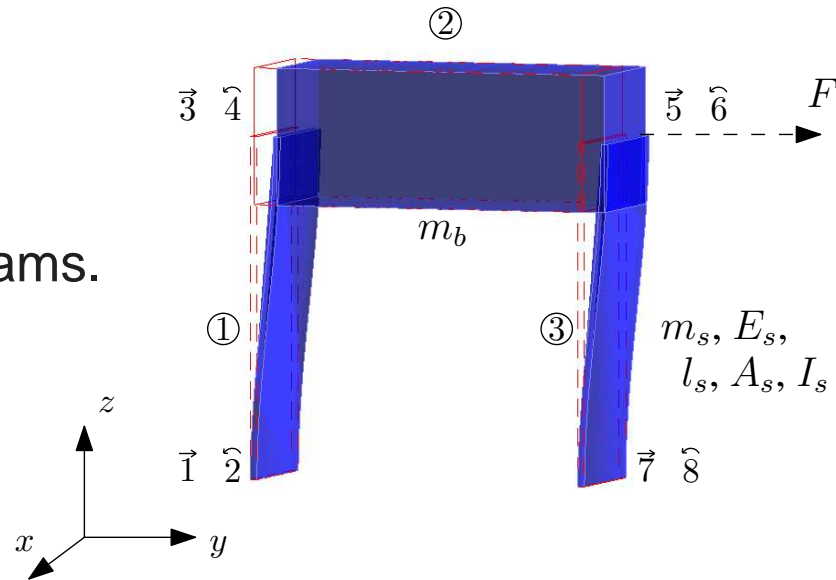 ②
3⃗ 4↶ 5⃗ 6↶ F
m_b
ams.
① ③ m_s, E_s,
l_s, A_s, I_s
z
1⃗ 2↶ 7⃗ 8↶
x y